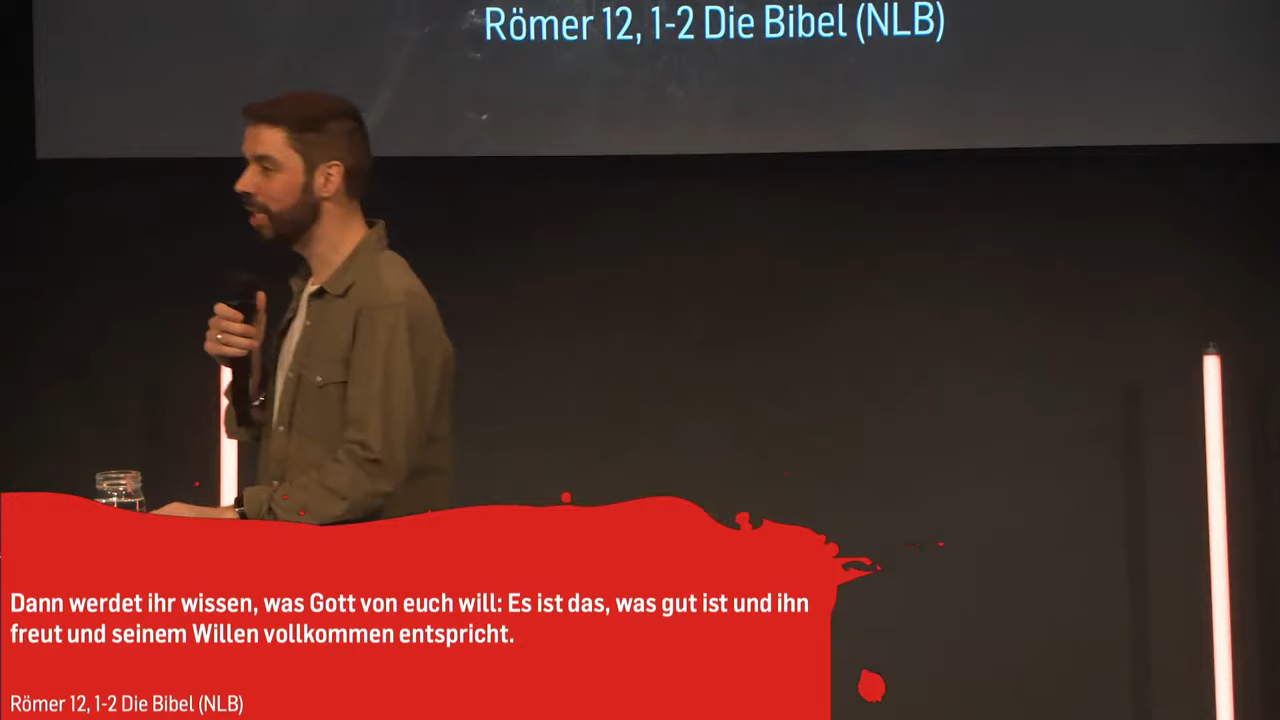 Römer 12, 1-2 Die Bibel (NLB)
Dann werdet ihr wissen, was Gott von euch will: Es ist das, was gut ist und ihn
freut und seinem Willen vollkommen entspricht.
Römer 12, 1-2 Die Bibel (NLB)